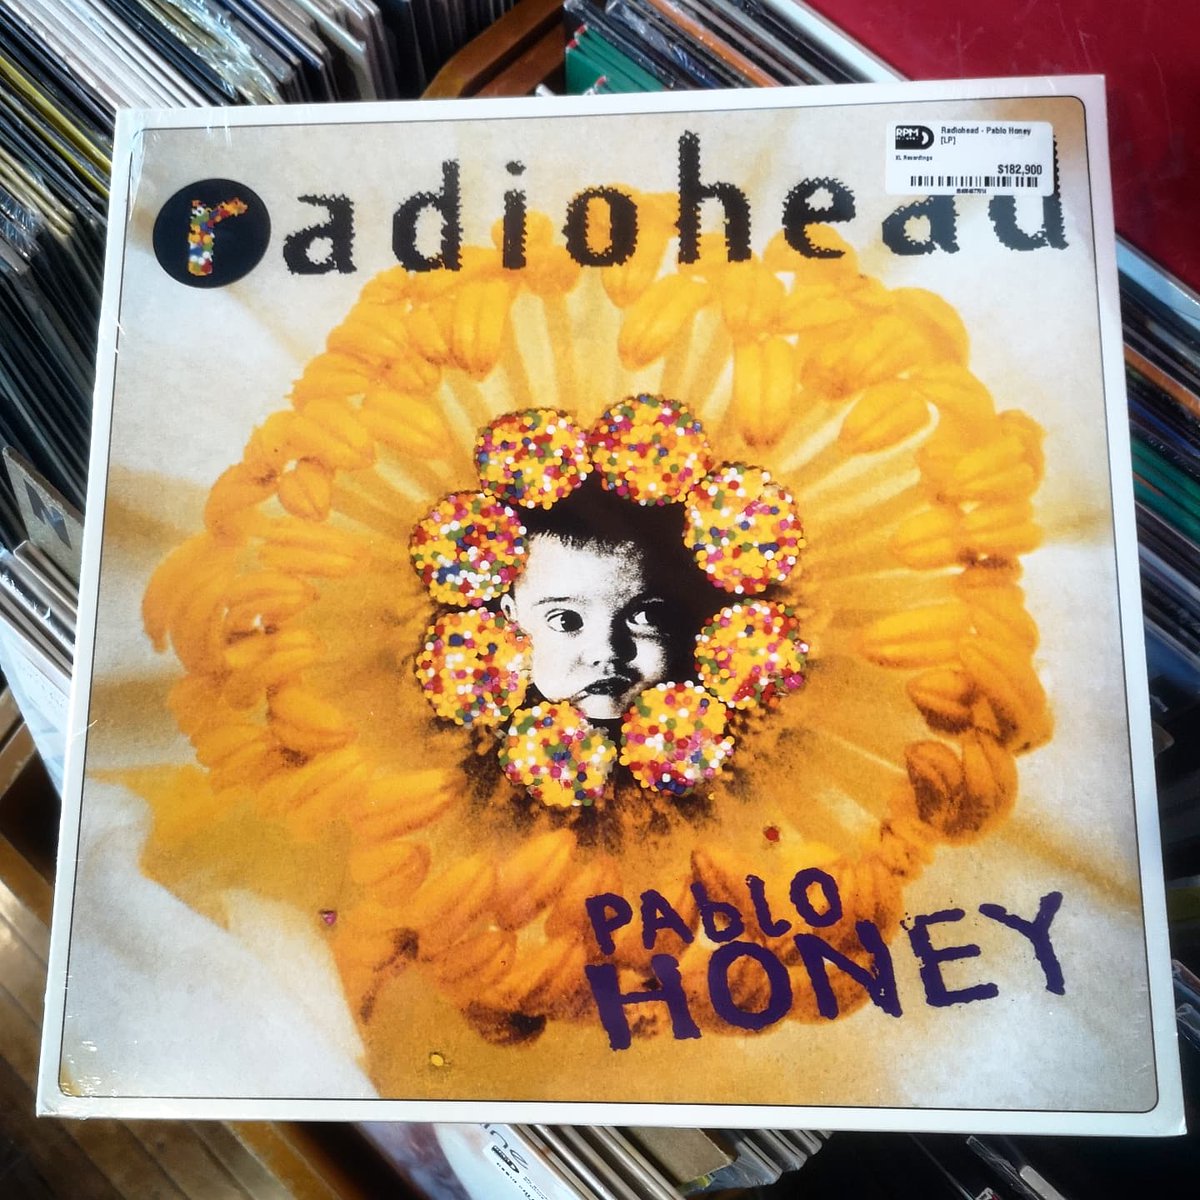 radiohead
RPM
Radiohead - Pablo Honey
[LP]
XL Recordings
$182,900
PAbLO
HONEY